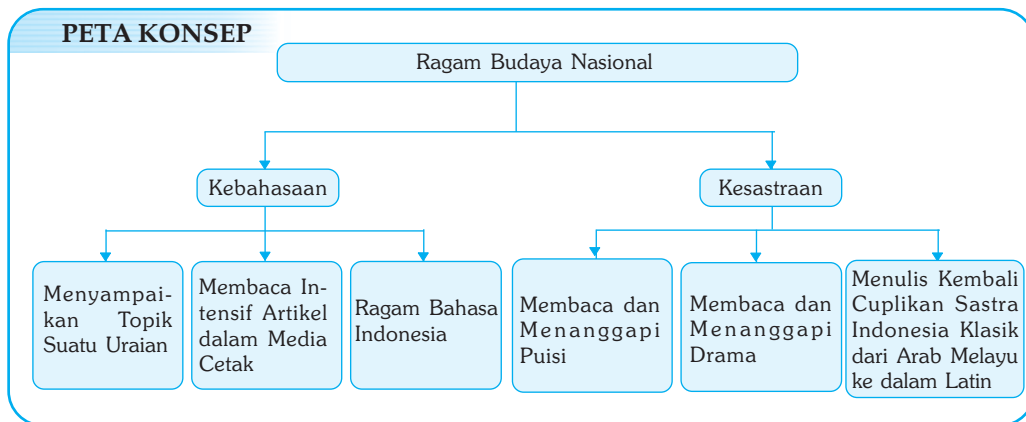 PETA KONSEP
Ragam Budaya Nasional
Kebahasaan
Kesastraan
Menyampai-
kan Topik
Suatu Uraian
Membaca In-
tensif Artikel
dalam Media
Cetak
Ragam Bahasa
Indonesia
Membaca dan
Menanggapi
Puisi
Membaca dan
Menanggapi
Drama
Menulis Kembali
Cuplikan Sastra
Indonesia Klasik
dari Arab Melayu
ke dalam Latin